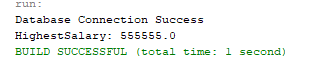 run:
Database Connection Success
HighestSalary: 555555.0
BUILD SUCCESSFUL (total time: 1 second)